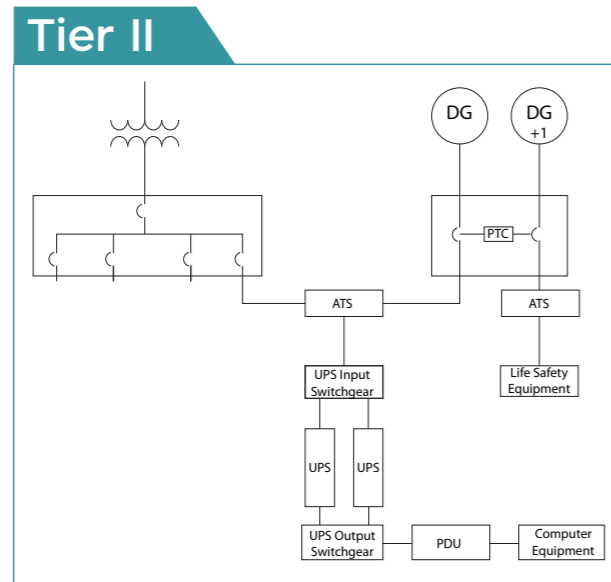 Tier II
DG
DG
+1
PTC
ATS
ATS
UPS Input
Switchgear
Life Safety
Equipment
UPS
UPS
UPS Output
Switchgear
PDU
Computer
Equipment